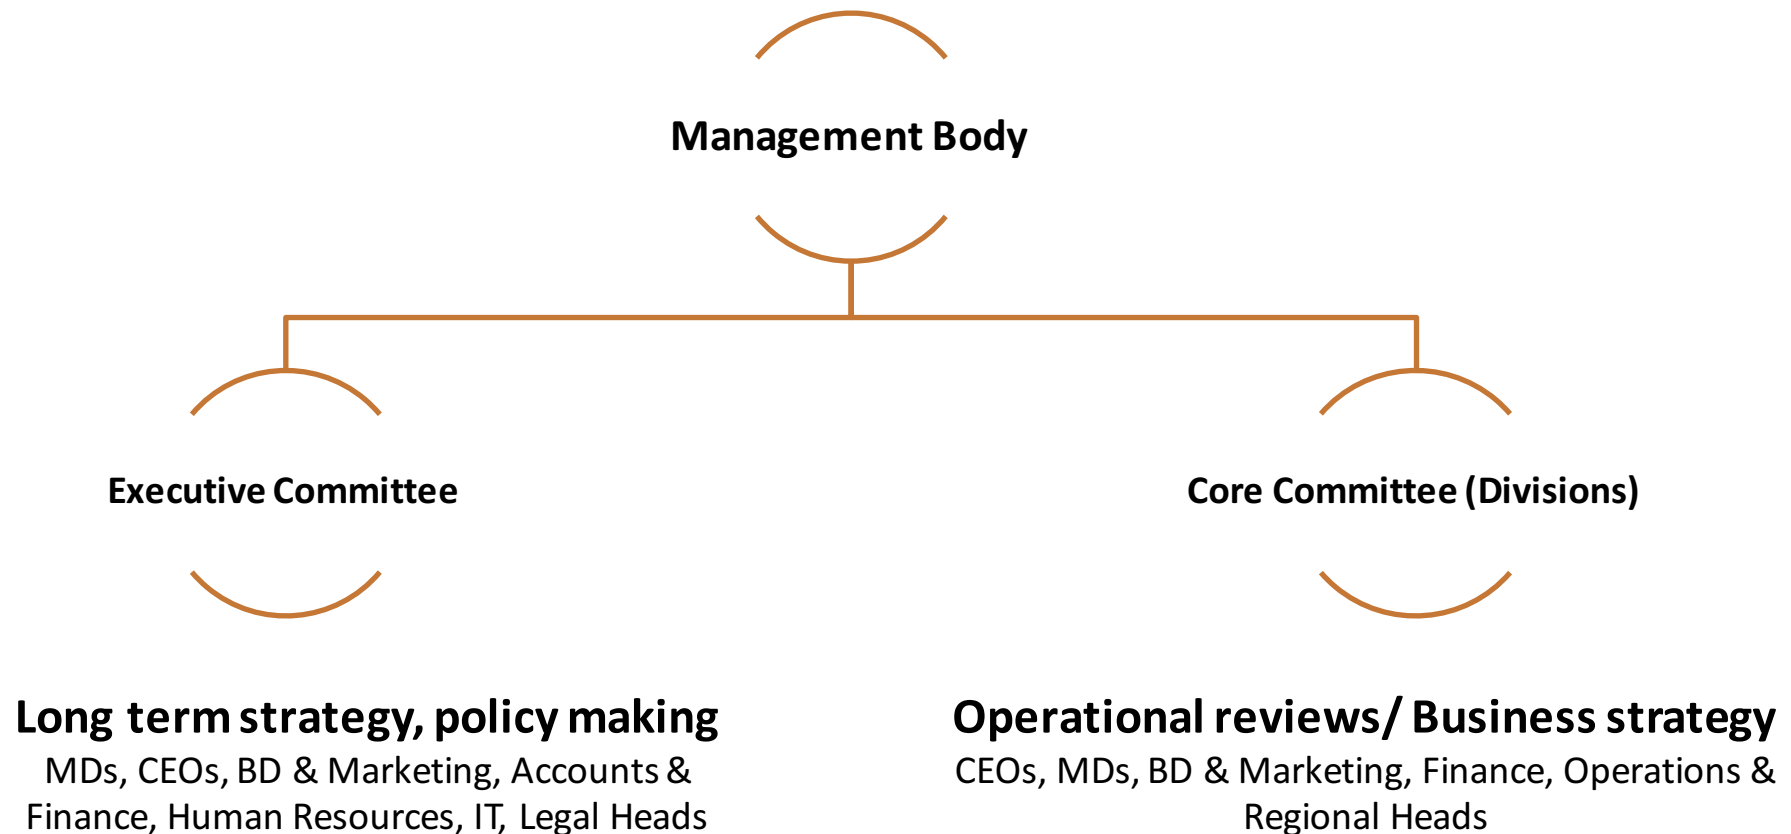 Management Body
Executive Committee
Core Committee (Divisions)
Long term strategy, policy making
MDs, CEOs, BD & Marketing, Accounts &
Finance, Human Resources, IT, Legal Heads
Operational reviews/ Business strategy
CEOs, MDs, BD & Marketing, Finance, Operations &
Regional Heads